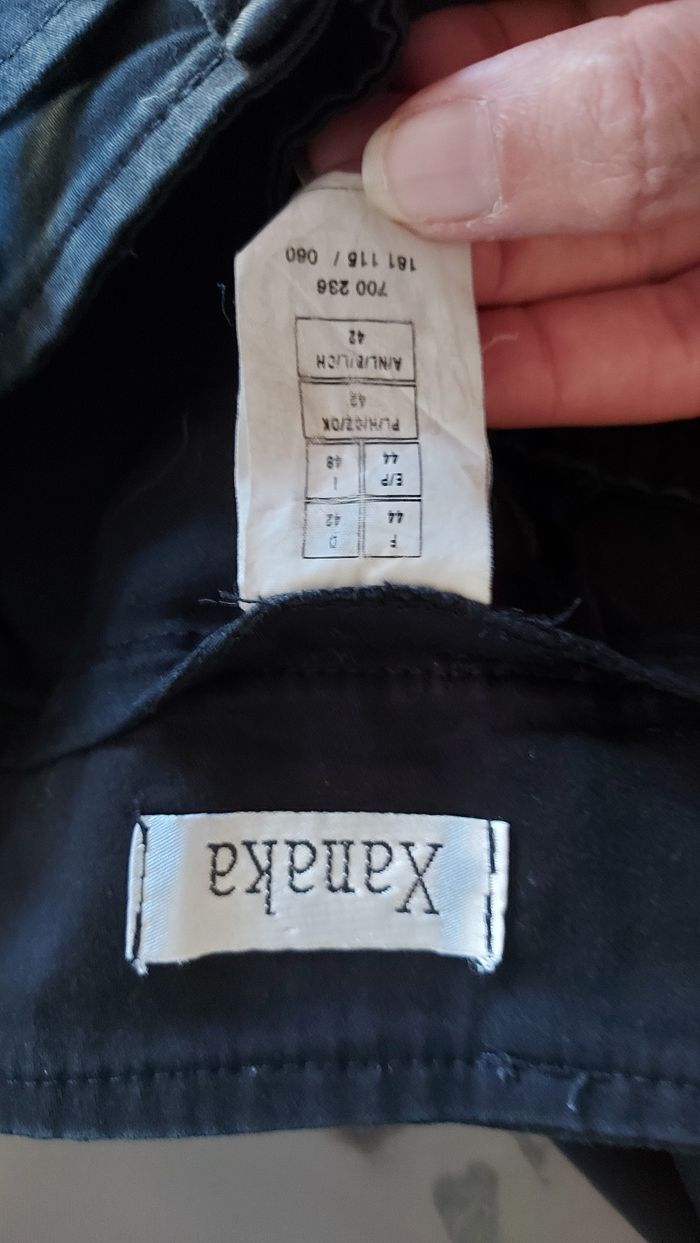 Xanaka
F D
44 42
E/P I
44 48
PL/H/CZ/DK
42
A/NL/B/L/CH
42
700 236
181 115 / 060